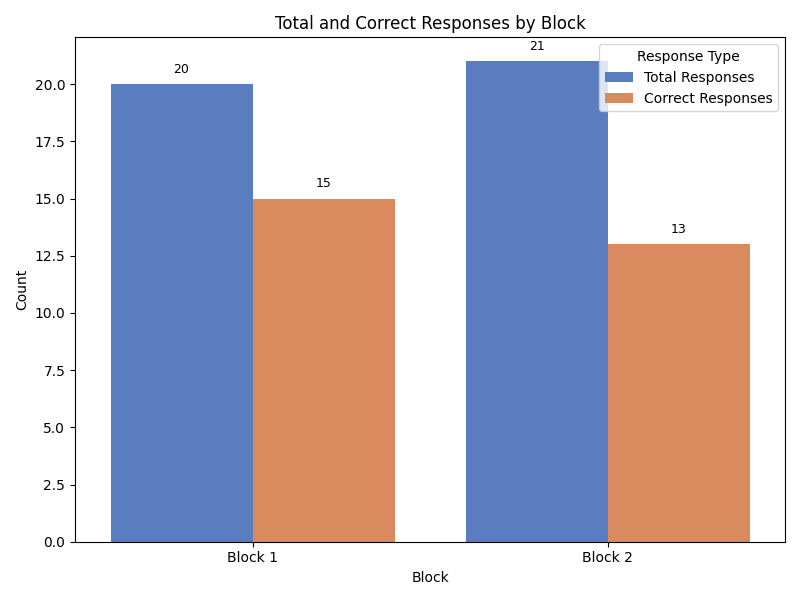 Total and Correct Responses by Block
Response Type
Total Responses
Correct Responses
20
15
21
13
Count
20.0
17.5
15.0
12.5
10.0
7.5
5.0
2.5
0.0
Block 1
Block 2
Block